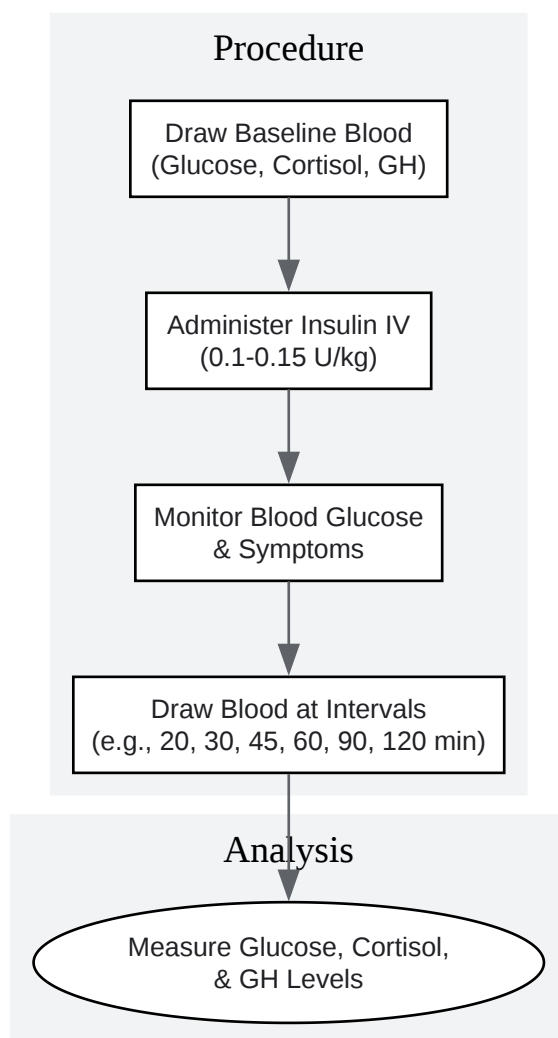 Procedure
Draw Baseline Blood
(Glucose, Cortisol, GH)
Administer Insulin IV
(0.1-0.15 U/kg)
Monitor Blood Glucose
& Symptoms
Draw Blood at Intervals
(e.g., 20, 30, 45, 60, 90, 120 min)
Analysis
Measure Glucose, Cortisol,
& GH Levels